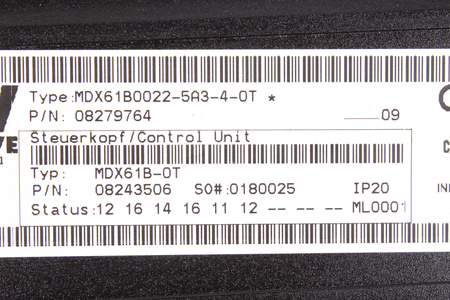 Type:MDX61B0022-5A3-4-0T *
P/N: 08279764 09
Steuerkopf/Control Unit
Typ: MDX61B-0T
P/N: 08243506 SO#:0180025 IP20
Status:12 16 14 16 11 12 -- -- -- ML0001